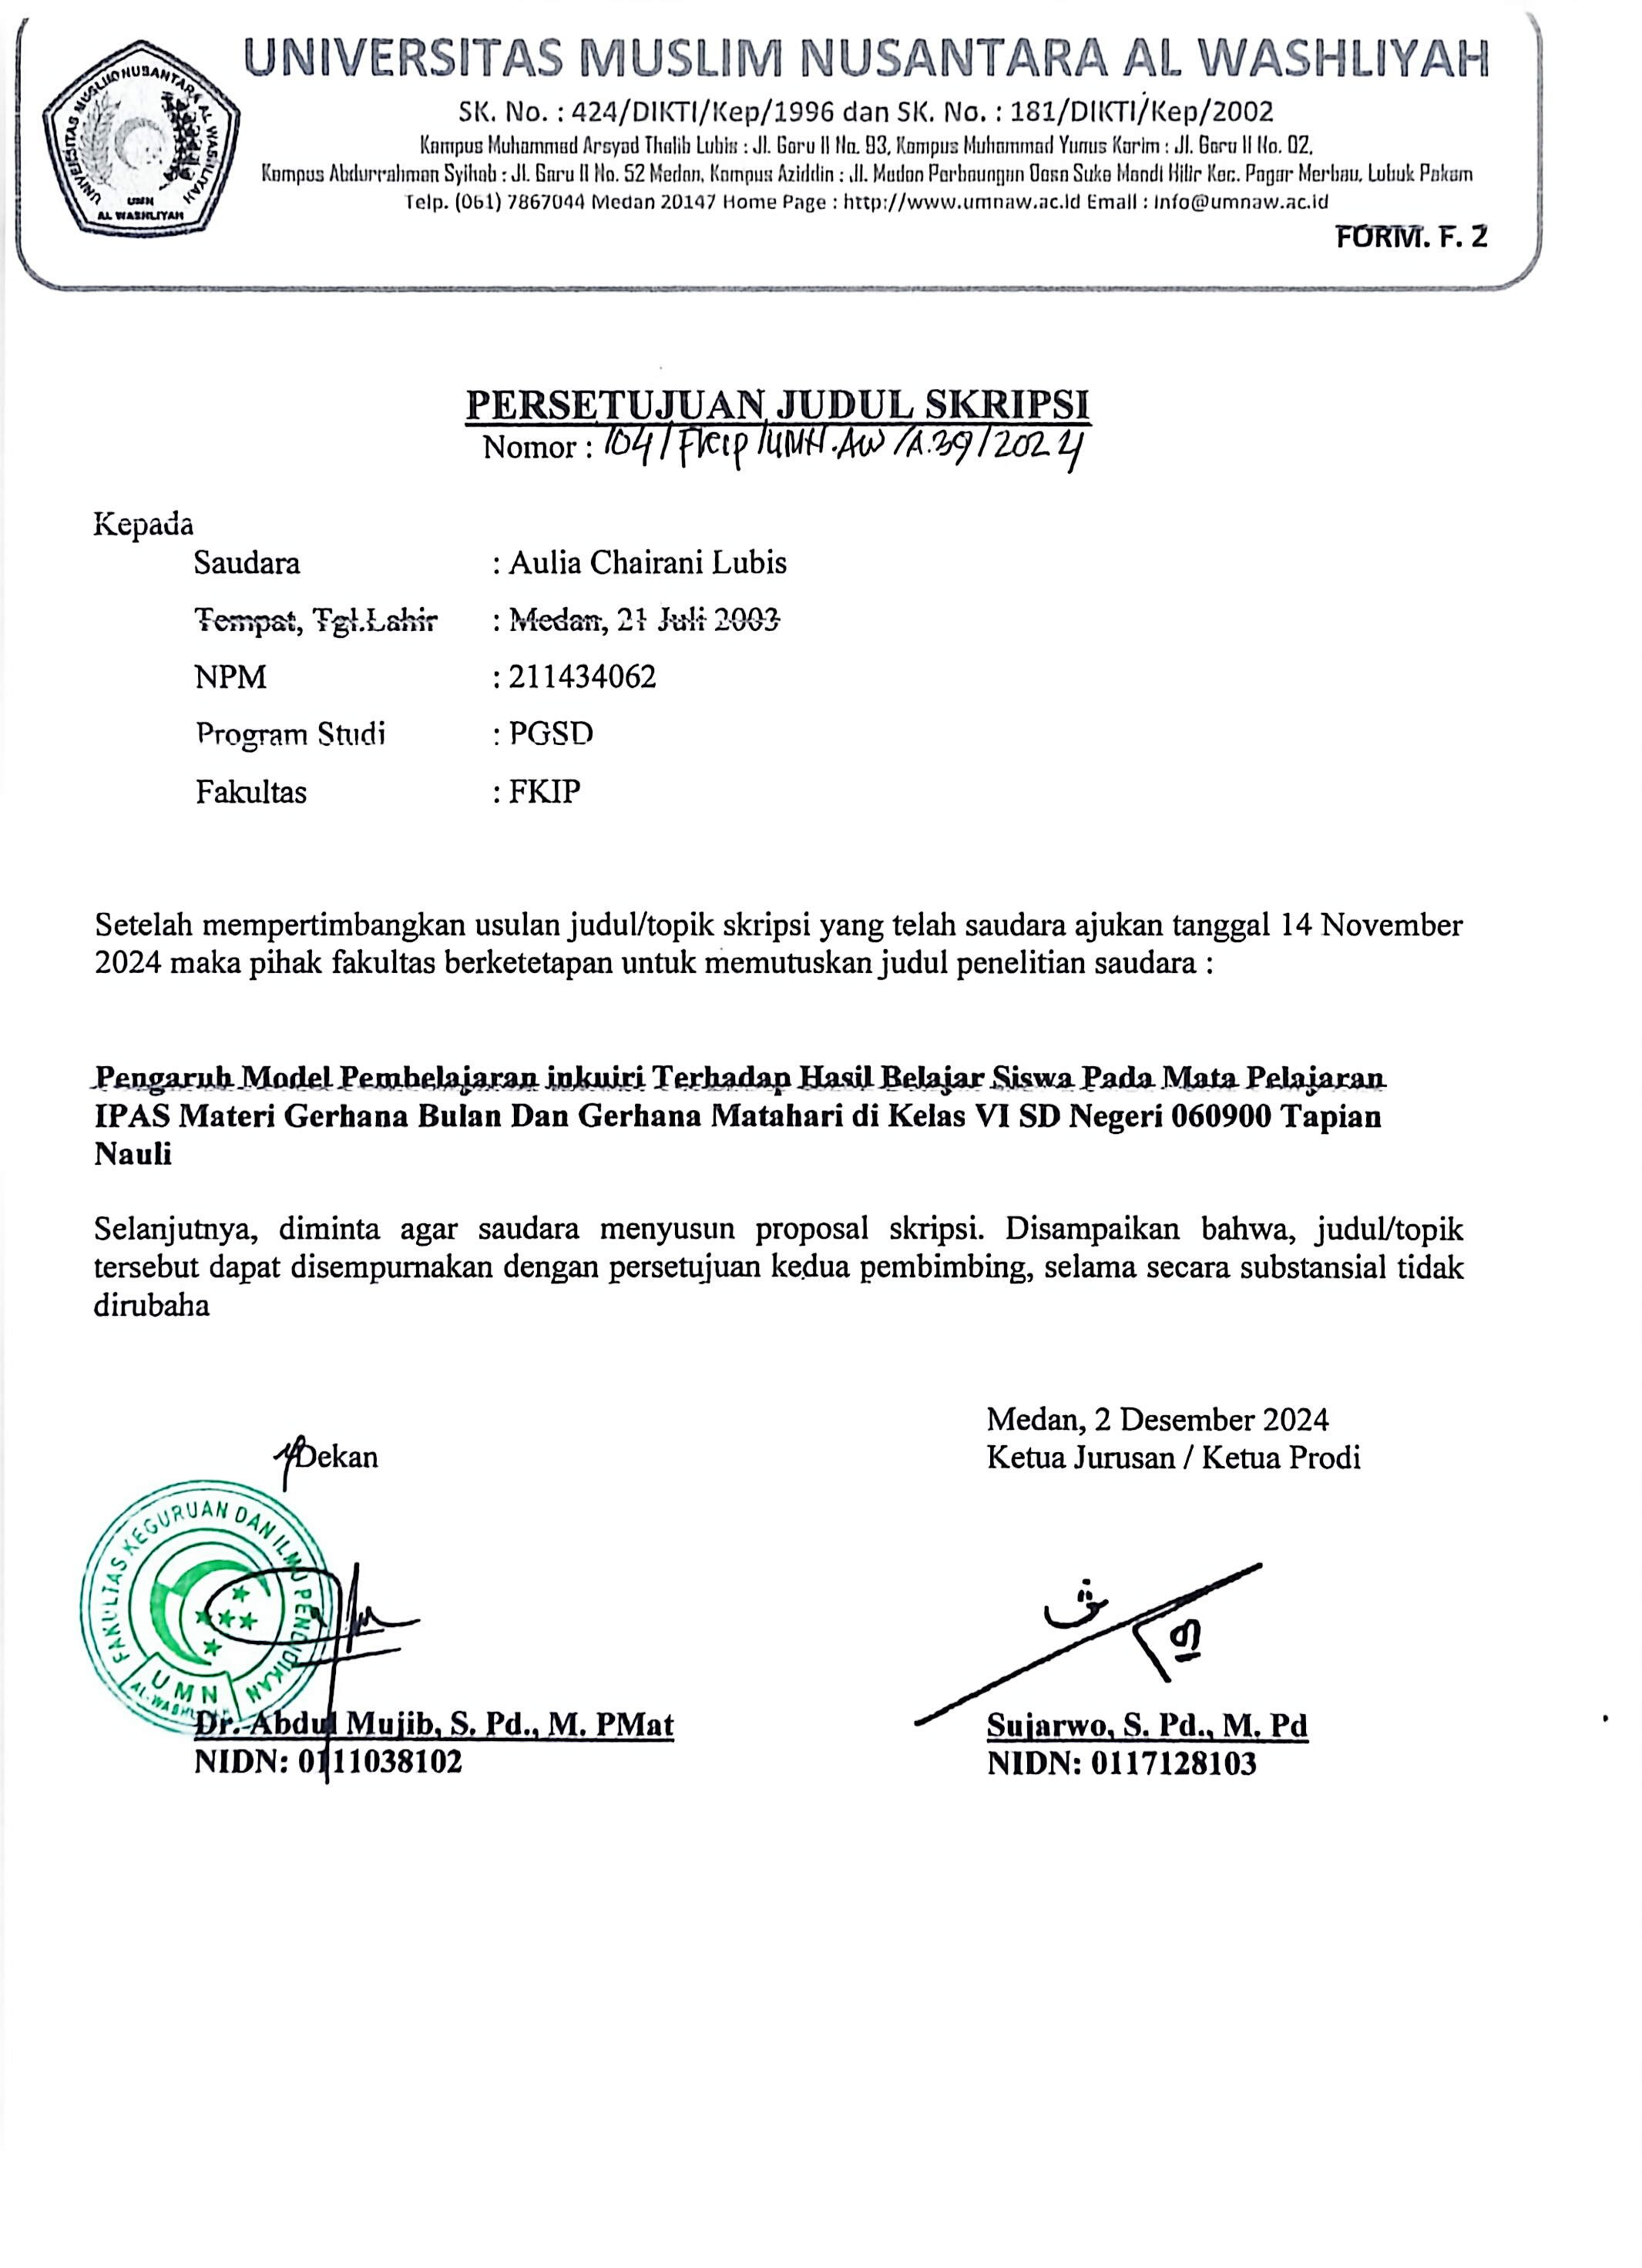 UNIVERSITAS MUSLIM NUSANTARA AL WASHLIYAH
UMN
AL WASHLIYAH
UNIVERSITAS MUSLIM NUSANTARA AL WASHLIYAH
SK. No. : 424/DIKTI/Kep/1996 dan SK. No. : 181/DIKTI/Kep/2002
Kampus Muhammad Arsyad Thalib Lubis : Jl. Garu II No. 93, Kampus Muhammad Yunus Karim : Jl. Garu II No. 02,
Kampus Abdurrahman Syihab : Jl. Garu II No. 52 Medan, Kampus Aziddin : Jl. Medan Perbaungan Desa Suka Mandi Hilir Kec. Pagar Merbau, Lubuk Pakam
Telp. (061) 7867044 Medan 20147 Home Page : http://www.umnaw.ac.id Email : info@umnaw.ac.id
FORM. F. 2
PERSETUJUAN JUDUL SKRIPSI
Nomor : 104/FKIP/UMN.AW/A.39/2024
Kepada
Saudara : Aulia Chairani Lubis
Tempat, Tgl.Lahir : Medan, 21 Juli 2003
NPM : 211434062
Program Studi : PGSD
Fakultas : FKIP
Setelah mempertimbangkan usulan judul/topik skripsi yang telah saudara ajukan tanggal 14 November
2024 maka pihak fakultas berketetapan untuk memutuskan judul penelitian saudara :
Pengaruh Model Pembelajaran inkuiri Terhadap Hasil Belajar Siswa Pada Mata Pelajaran
IPAS Materi Gerhana Bulan Dan Gerhana Matahari di Kelas VI SD Negeri 060900 Tapian
Nauli
Selanjutnya, diminta agar saudara menyusun proposal skripsi. Disampaikan bahwa, judul/topik
tersebut dapat disempurnakan dengan persetujuan kedua pembimbing, selama secara substansial tidak
dirubaha
Medan, 2 Desember 2024
Dekan
Ketua Jurusan / Ketua Prodi
FAKULTAS KEGURUAN DAN ILMU PENDIDIKAN
UMN
AL-WASHLIYAH
Dr. Abdul Mujib, S. Pd., M. PMat
NIDN: 0111038102
Sujarwo, S. Pd., M. Pd
NIDN: 0117128103